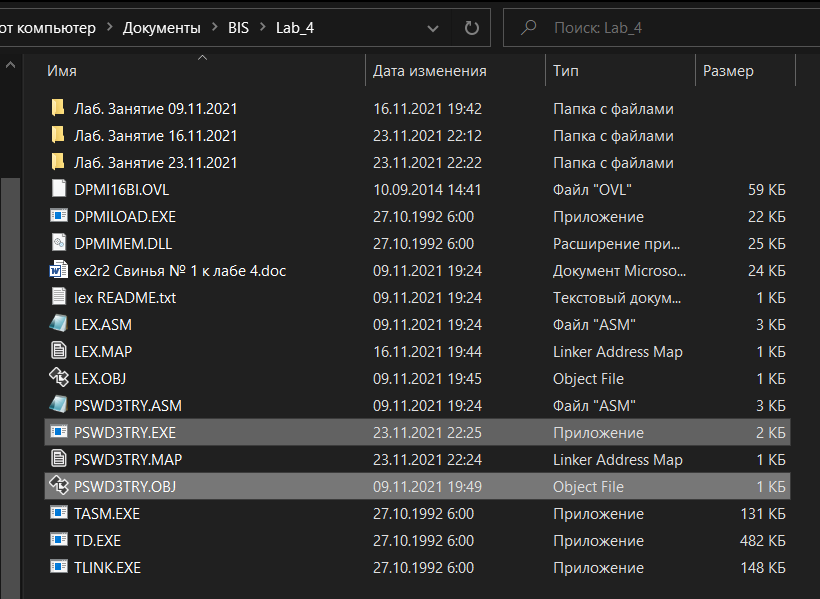 от компьютер > Документы > BIS > Lab_4 Поиск: Lab_4
Имя Дата изменения Тип Размер
Лаб. Занятие 09.11.2021 16.11.2021 19:42 Папка с файлами
Лаб. Занятие 16.11.2021 23.11.2021 22:12 Папка с файлами
Лаб. Занятие 23.11.2021 23.11.2021 22:22 Папка с файлами
DPMI16BI.OVL 10.09.2014 14:41 Файл "OVL" 59 КБ
DPMILOAD.EXE 27.10.1992 6:00 Приложение 22 КБ
DPMIMEM.DLL 27.10.1992 6:00 Расширение при... 25 КБ
ex2r2 Свинья № 1 к лабе 4.doc 09.11.2021 19:24 Документ Microso... 24 КБ
lex README.txt 09.11.2021 19:24 Текстовый докум... 1 КБ
LEX.ASM 09.11.2021 19:24 Файл "ASM" 3 КБ
LEX.MAP 16.11.2021 19:44 Linker Address Map 1 КБ
LEX.OBJ 09.11.2021 19:45 Object File 1 КБ
PSWD3TRY.ASM 09.11.2021 19:24 Файл "ASM" 3 КБ
PSWD3TRY.EXE 23.11.2021 22:25 Приложение 2 КБ
PSWD3TRY.MAP 23.11.2021 22:24 Linker Address Map 1 КБ
PSWD3TRY.OBJ 09.11.2021 19:49 Object File 1 КБ
TASM.EXE 27.10.1992 6:00 Приложение 131 КБ
TD.EXE 27.10.1992 6:00 Приложение 482 КБ
TLINK.EXE 27.10.1992 6:00 Приложение 148 КБ